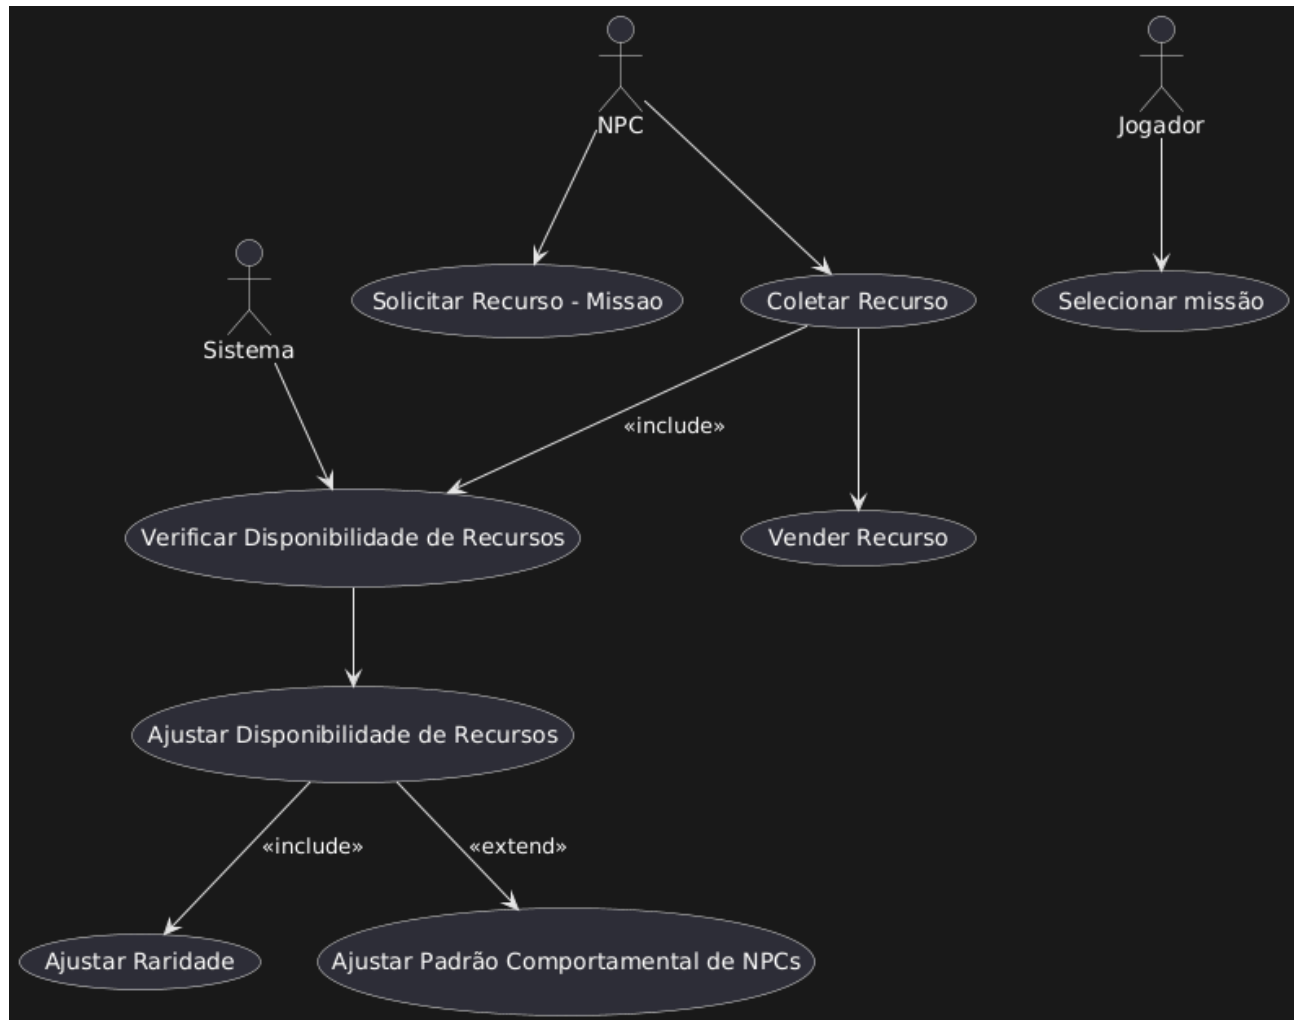 NPC
Jogador
Solicitar Recurso - Missao
Coletar Recurso
Selecionar missão
Sistema
«include»
Verificar Disponibilidade de Recursos
Vender Recurso
Ajustar Disponibilidade de Recursos
«include»
«extend»
Ajustar Raridade
Ajustar Padrão Comportamental de NPCs